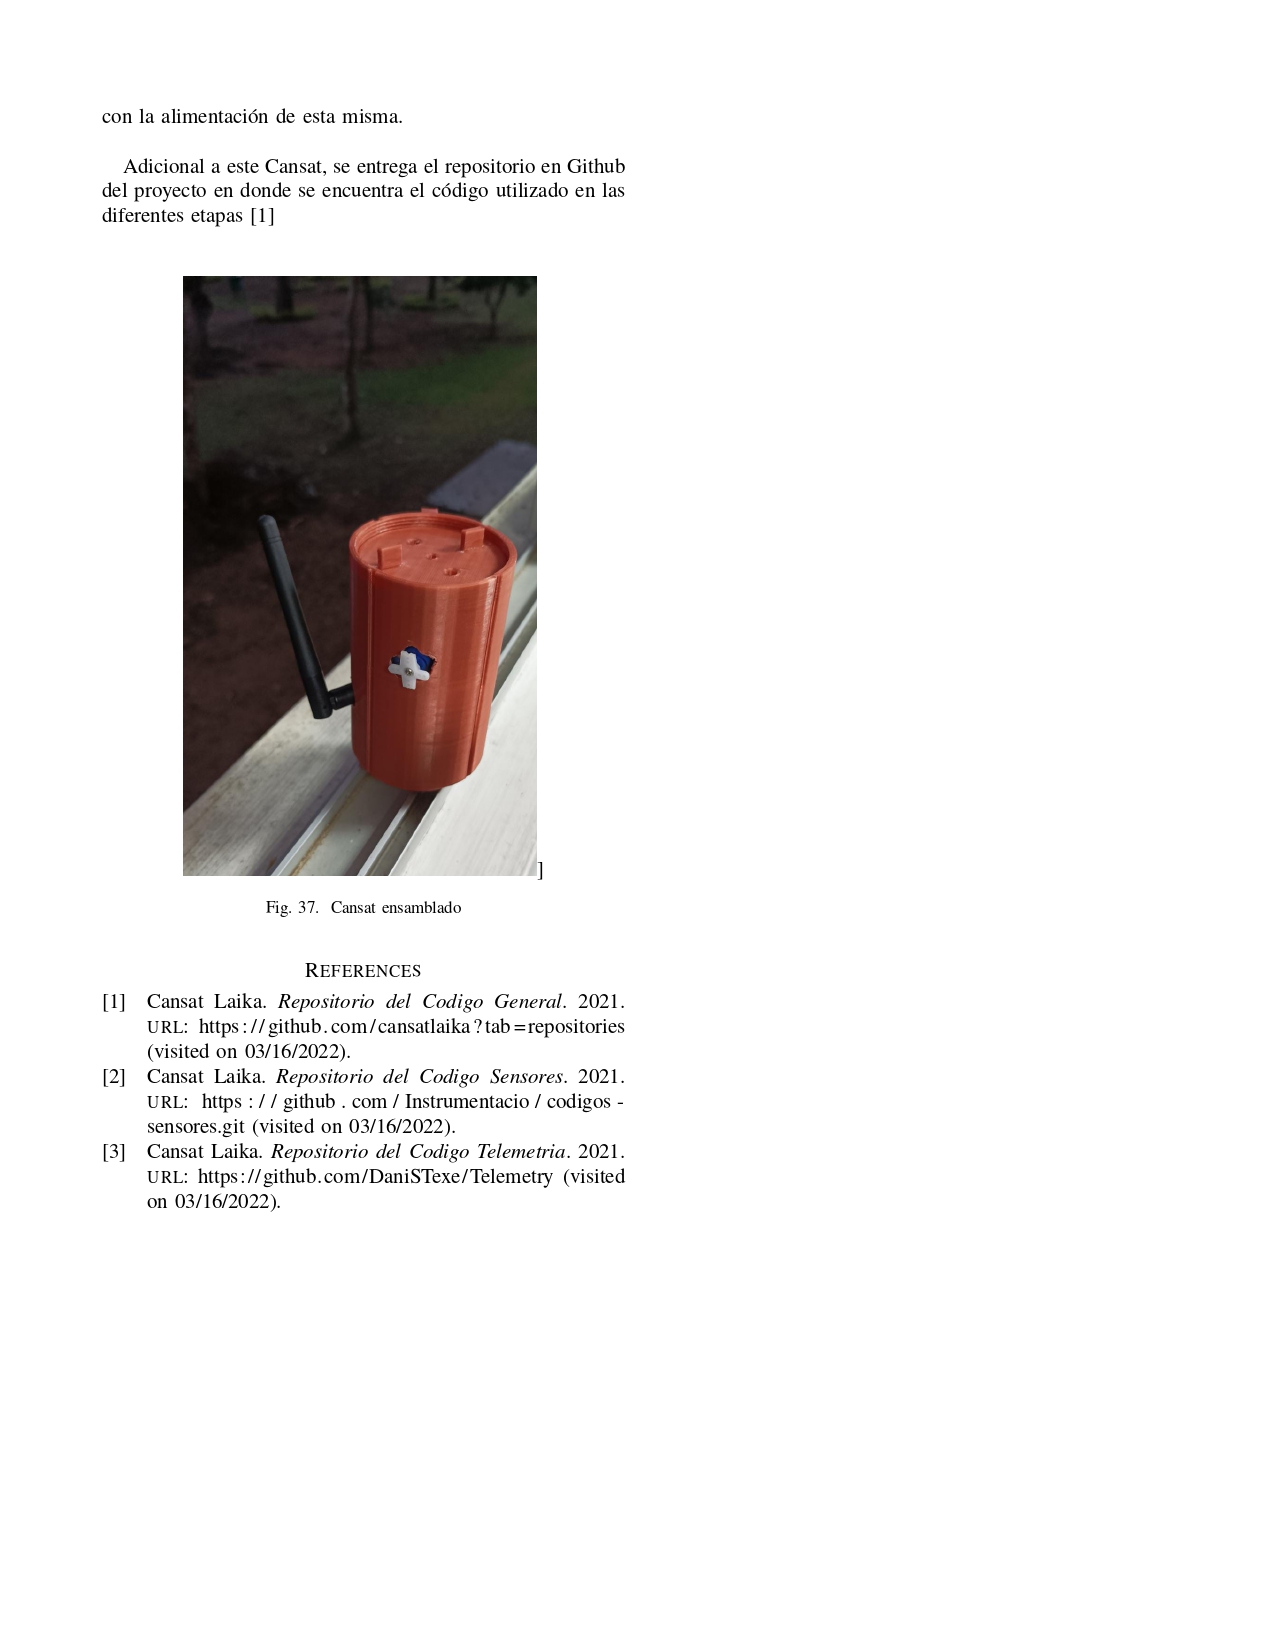 con la alimentación de esta misma.
Adicional a este Cansat, se entrega el repositorio en Github
del proyecto en donde se encuentra el código utilizado en las
diferentes etapas [1]
]
Fig. 37. Cansat ensamblado
REFERENCES
[1] Cansat Laika. Repositorio del Codigo General. 2021.
URL: https://github.com/cansatlaika?tab=repositories
(visited on 03/16/2022).
[2] Cansat Laika. Repositorio del Codigo Sensores. 2021.
URL: https : / / github . com / Instrumentacio / codigos -
sensores.git (visited on 03/16/2022).
[3] Cansat Laika. Repositorio del Codigo Telemetria. 2021.
URL: https://github.com/DaniSTexe/Telemetry (visited
on 03/16/2022).